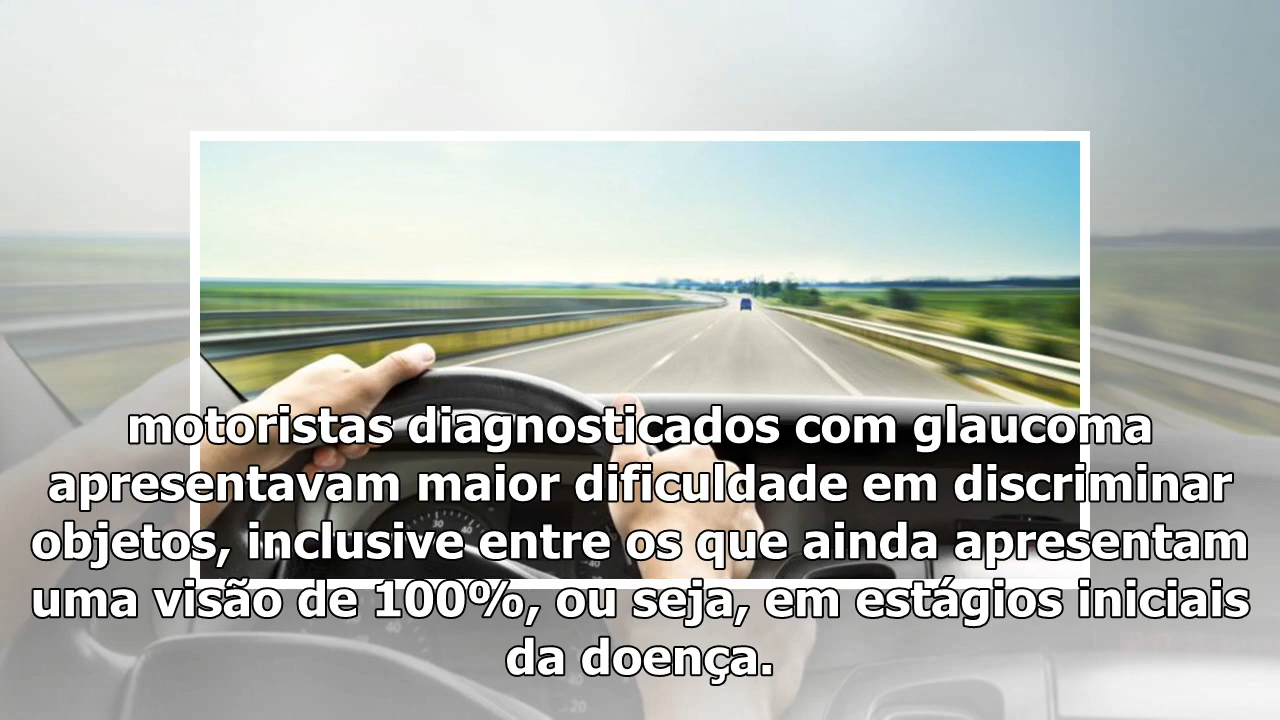 motoristas diagnosticados com glaucoma
apresentavam maior dificuldade em discriminar
objetos, inclusive entre os que ainda apresentam
uma visão de 100%, ou seja, em estágios iniciais
da doença.